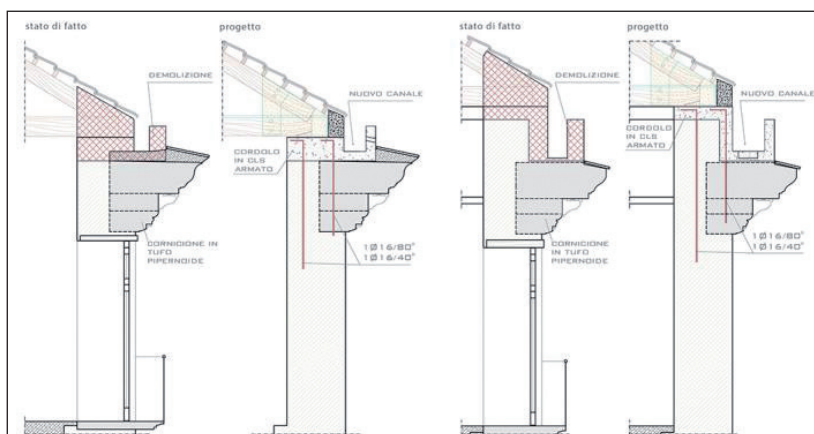 stato di fatto
progetto
DEMOLIZIONE
NUOVO CANALE
CORDOLO
IN CLS
ARMATO
CORNICIONE IN
TUFO
PIPERNOIDE
1Ø16/80"
1Ø16/40"
stato di fatto
progetto
DEMOLIZIONE
NUOVO CANALE
CORDOLO
IN CLS
ARMATO
CORNICIONE IN
TUFO
PIPERNOIDE
1Ø16/80"
1Ø16/40"